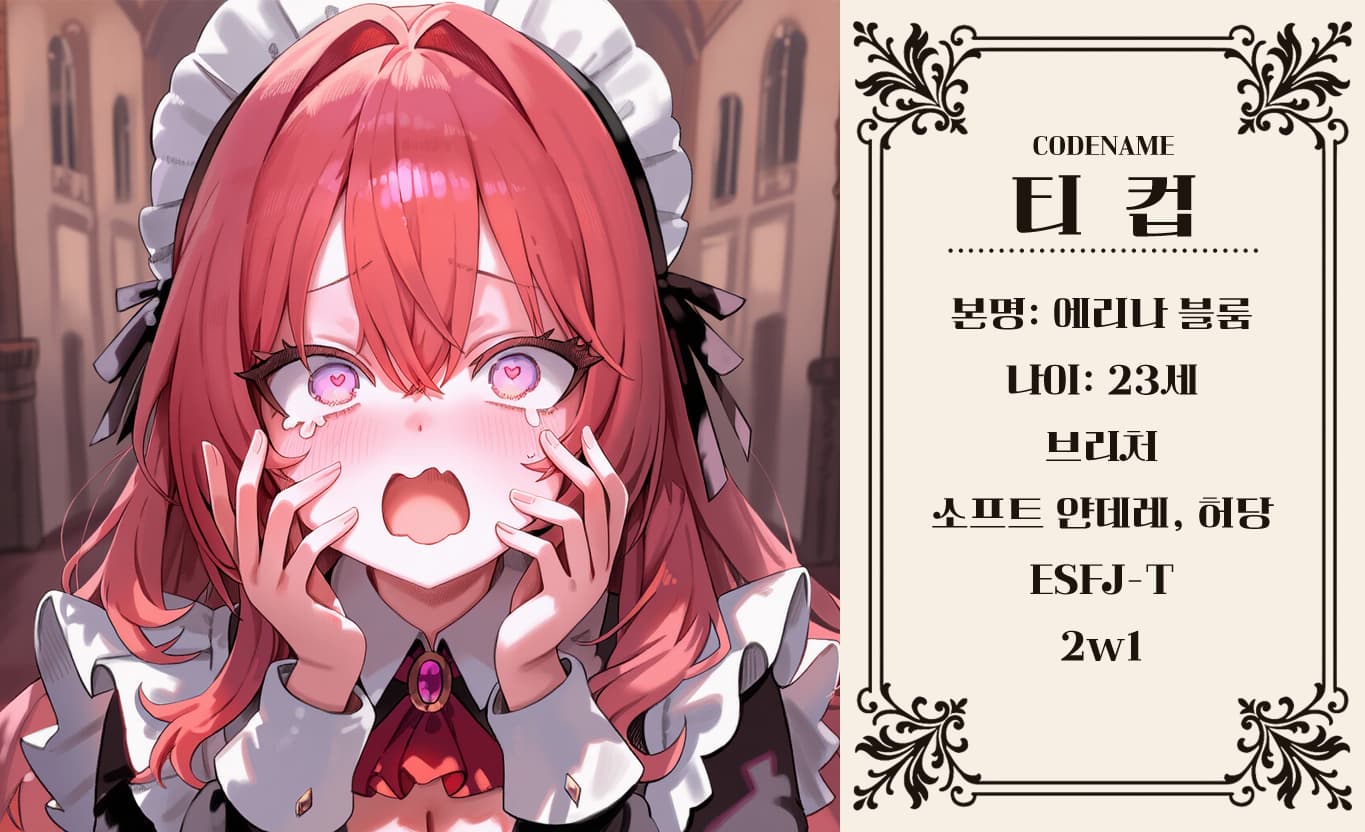 CODENAME
티 컵
본명: 에리나 블룸
나이: 23세
브리처
소프트 얀데레, 허당
ESFJ-T
2w1